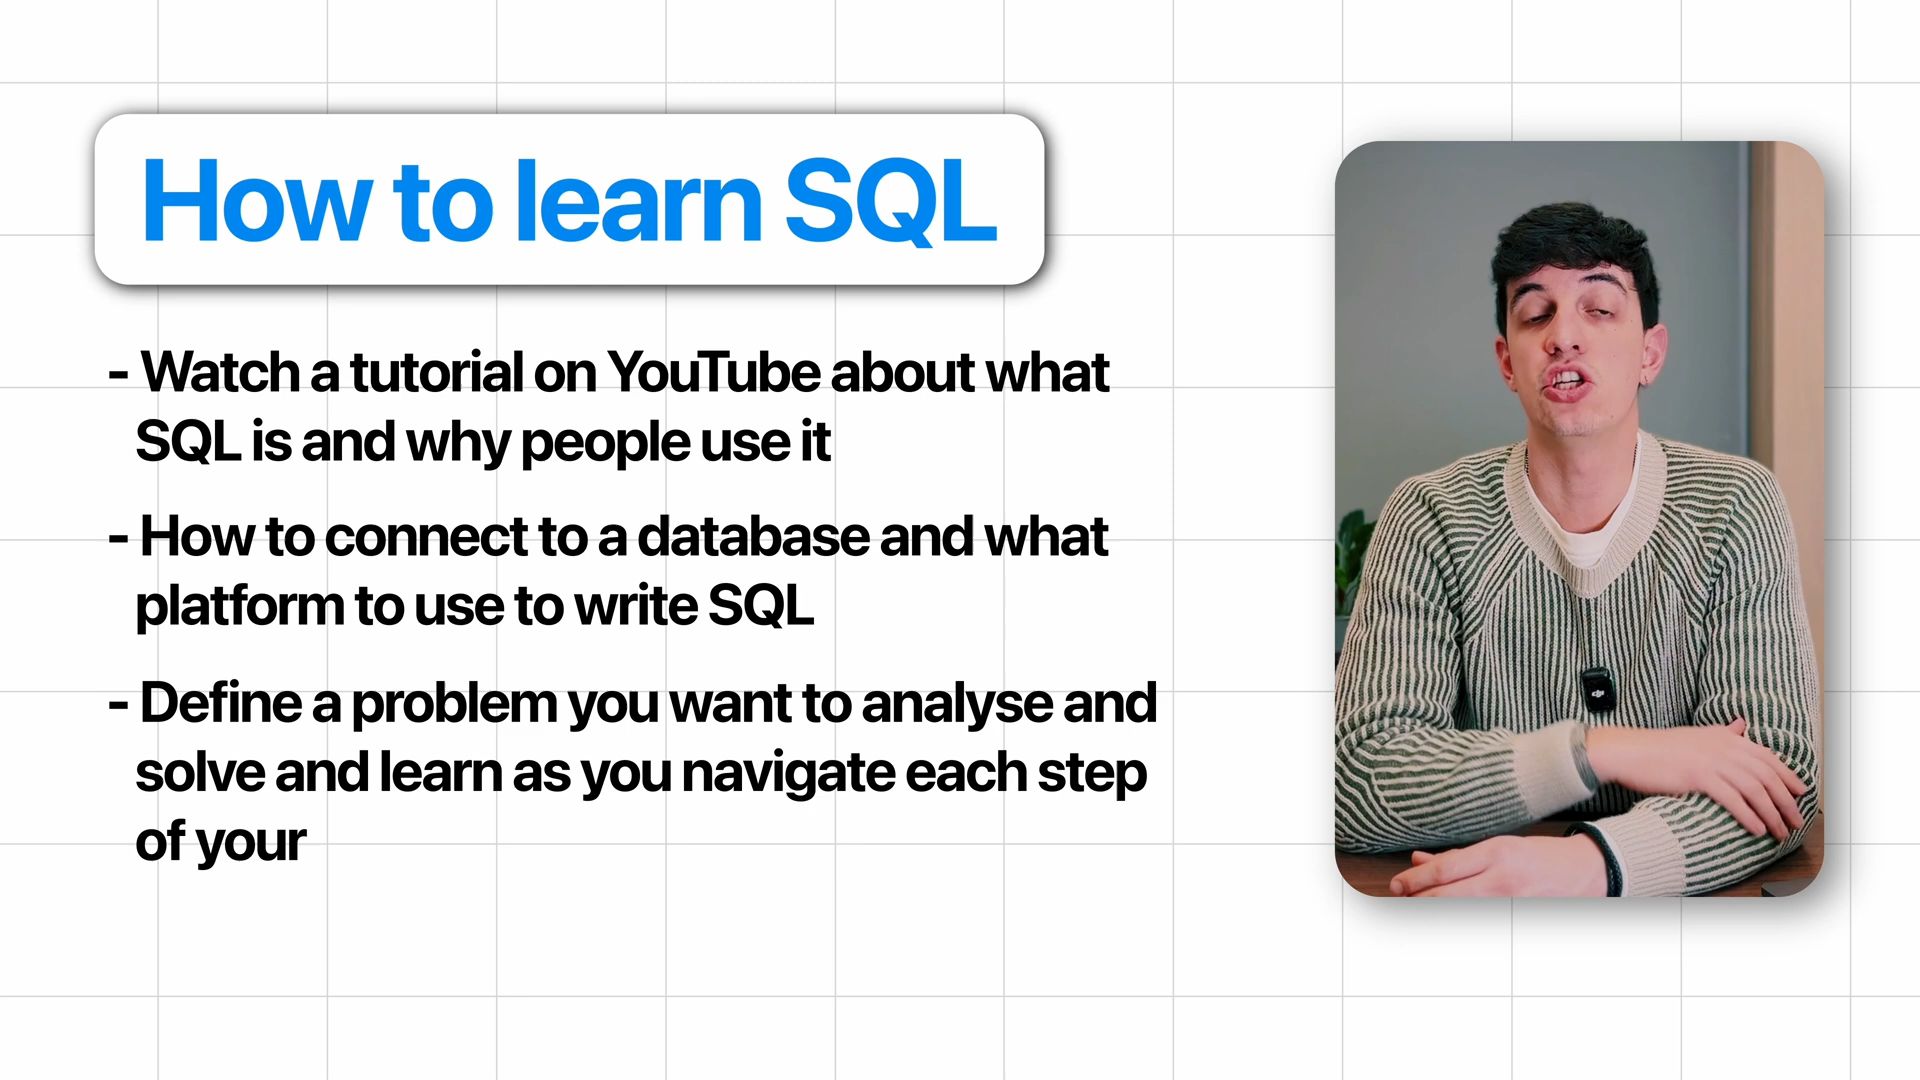 How to learn SQL
- Watch a tutorial on YouTube about what
SQL is and why people use it
- How to connect to a database and what
platform to use to write SQL
- Define a problem you want to analyse and
solve and learn as you navigate each step
of your